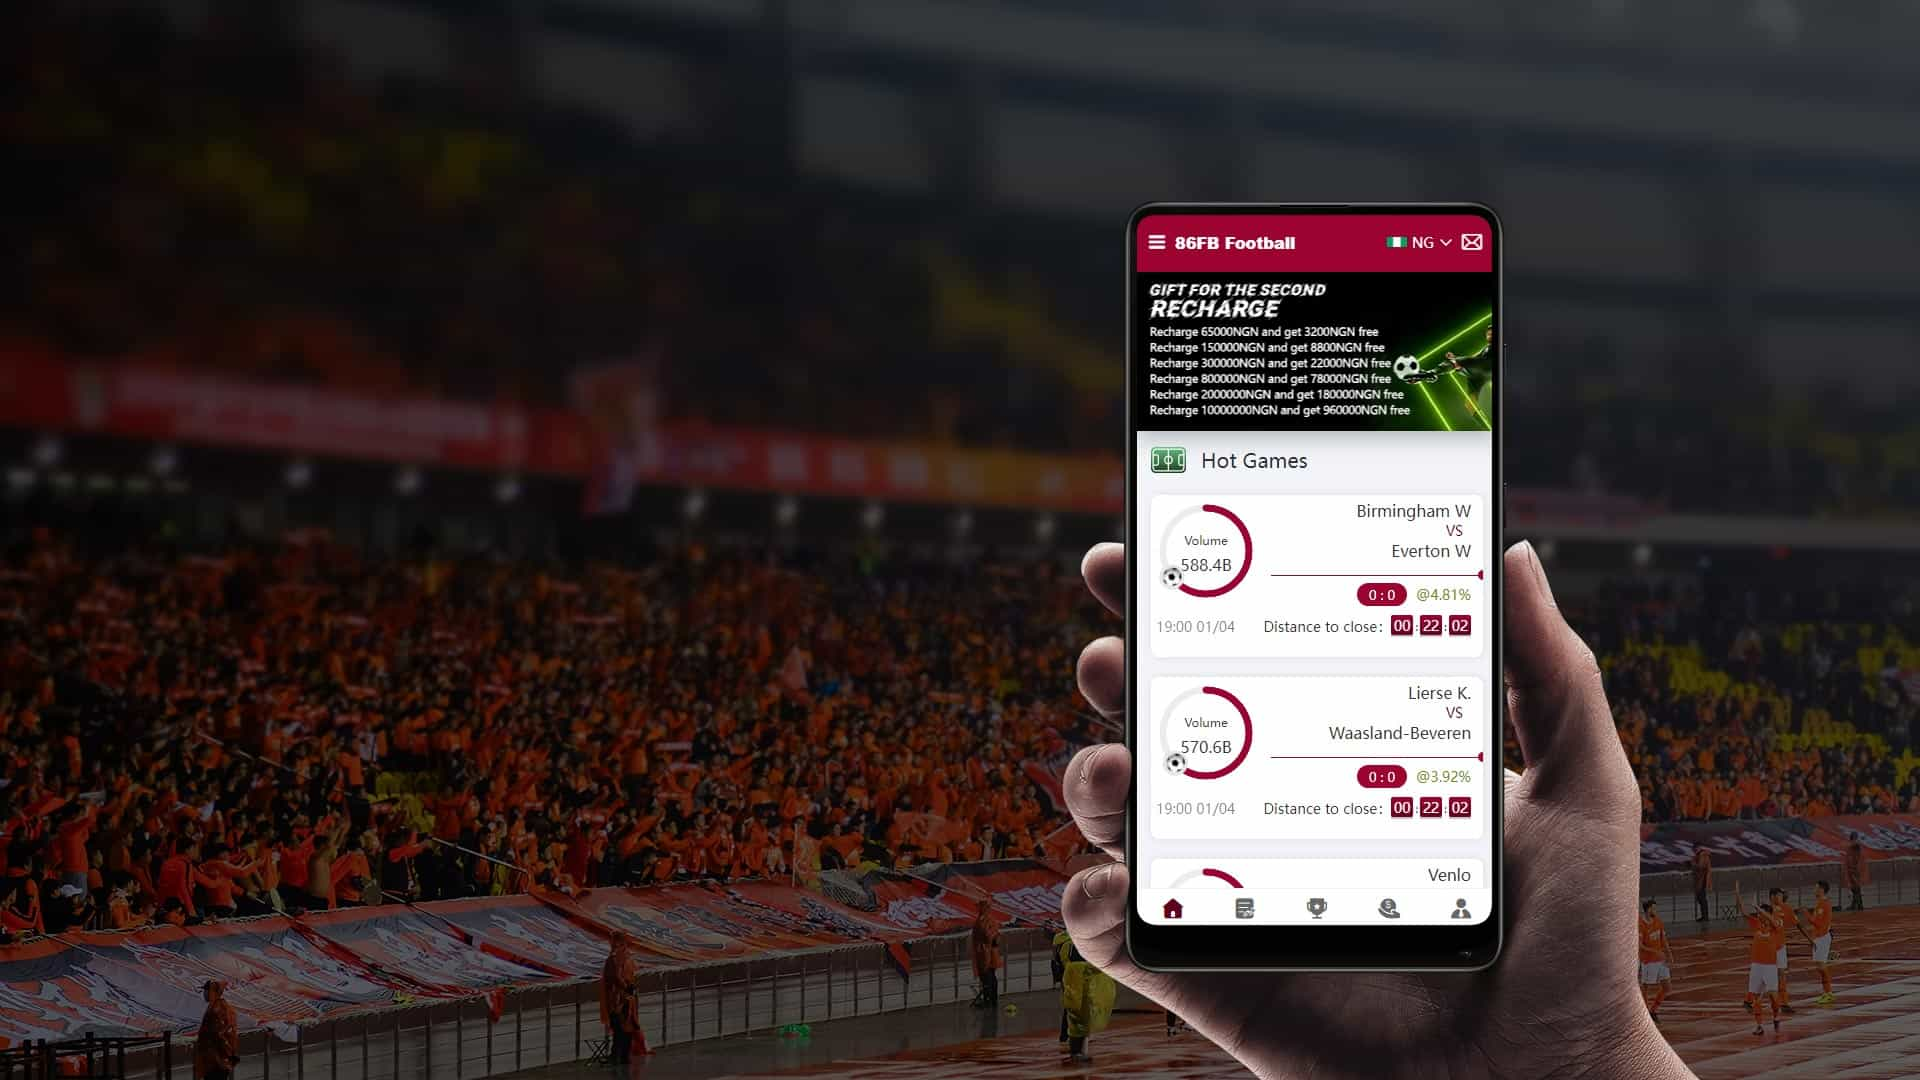 86FB Football
NG
GIFT FOR THE SECOND
RECHARGE
Recharge 65000NGN and get 3200NGN free
Recharge 150000NGN and get 8800NGN free
Recharge 300000NGN and get 22000NGN free
Recharge 800000NGN and get 78000NGN free
Recharge 2000000NGN and get 180000NGN free
Recharge 10000000NGN and get 960000NGN free
Hot Games
Volume
588.4B
Birmingham W
VS
Everton W
0 : 0 @4.81%
19:00 01/04 Distance to close: 00 : 22 : 02
Volume
570.6B
Lierse K.
VS
Waasland-Beveren
0 : 0 @3.92%
19:00 01/04 Distance to close: 00 : 22 : 02
Venlo